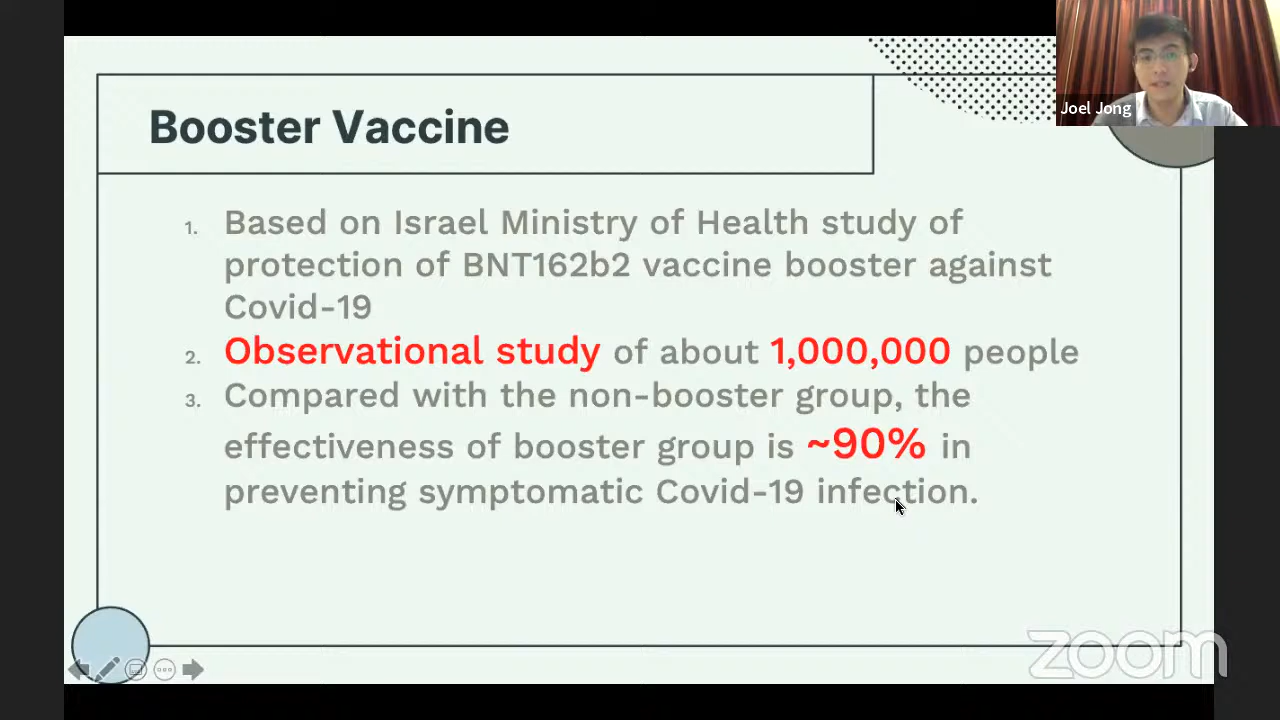 Joel Jong
Booster Vaccine
1. Based on Israel Ministry of Health study of
protection of BNT162b2 vaccine booster against
Covid-19
2. Observational study of about 1,000,000 people
3. Compared with the non-booster group, the
effectiveness of booster group is ~90% in
preventing symptomatic Covid-19 infection.
zoom